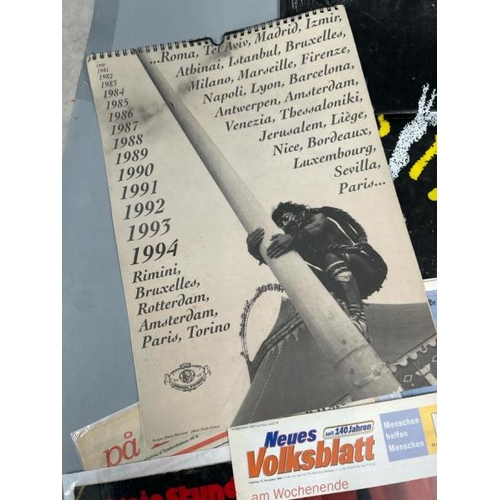 ...Roma, Tel Aviv, Madrid, Izmir,
Athinai, Istanbul, Bruxelles,
Milano, Marseille, Firenze,
Napoli, Lyon, Barcelona,
Antwerpen, Amsterdam,
Venezia, Thessaloniki,
Jerusalem, Liège,
Nice, Bordeaux,
Luxembourg,
Sevilla,
Paris...
1980
1981
1982
1983
1984
1985
1986
1987
1988
1989
1990
1991
1992
1993
1994
Rimini,
Bruxelles,
Rotterdam,
Amsterdam,
Paris, Torino
på
Neues
seit 140 Jahren
Volksblatt
am Wochenende
Menschen
helfen
Menschen